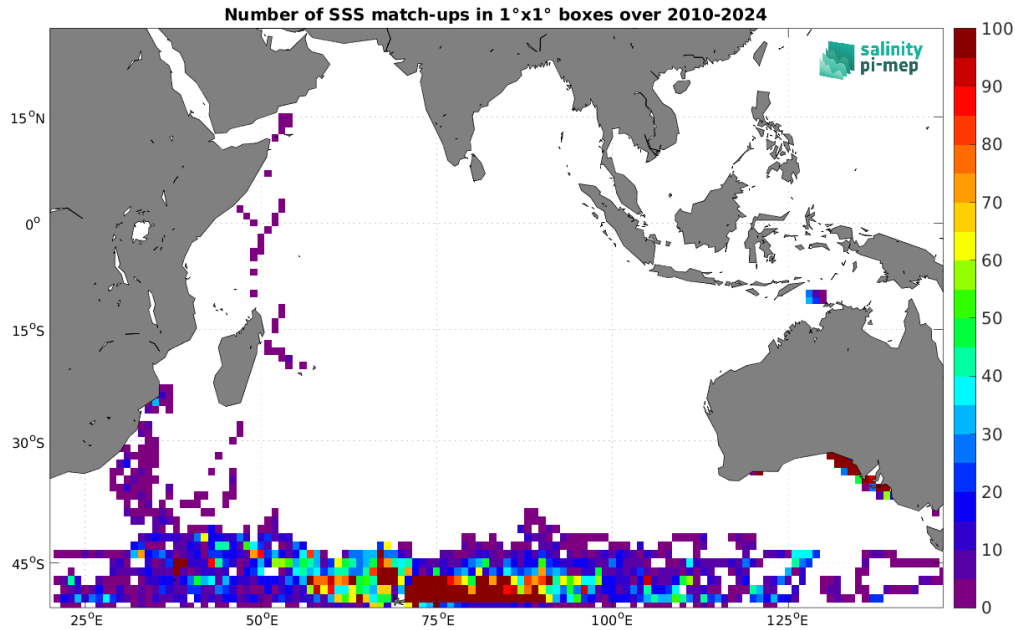 Number of SSS match-ups in 1°x1° boxes over 2010-2024
salinity
pi-mep
15°N
0°
15°S
30°S
45°S
25°E
50°E
75°E
100°E
125°E
100
90
80
70
60
50
40
30
20
10
0